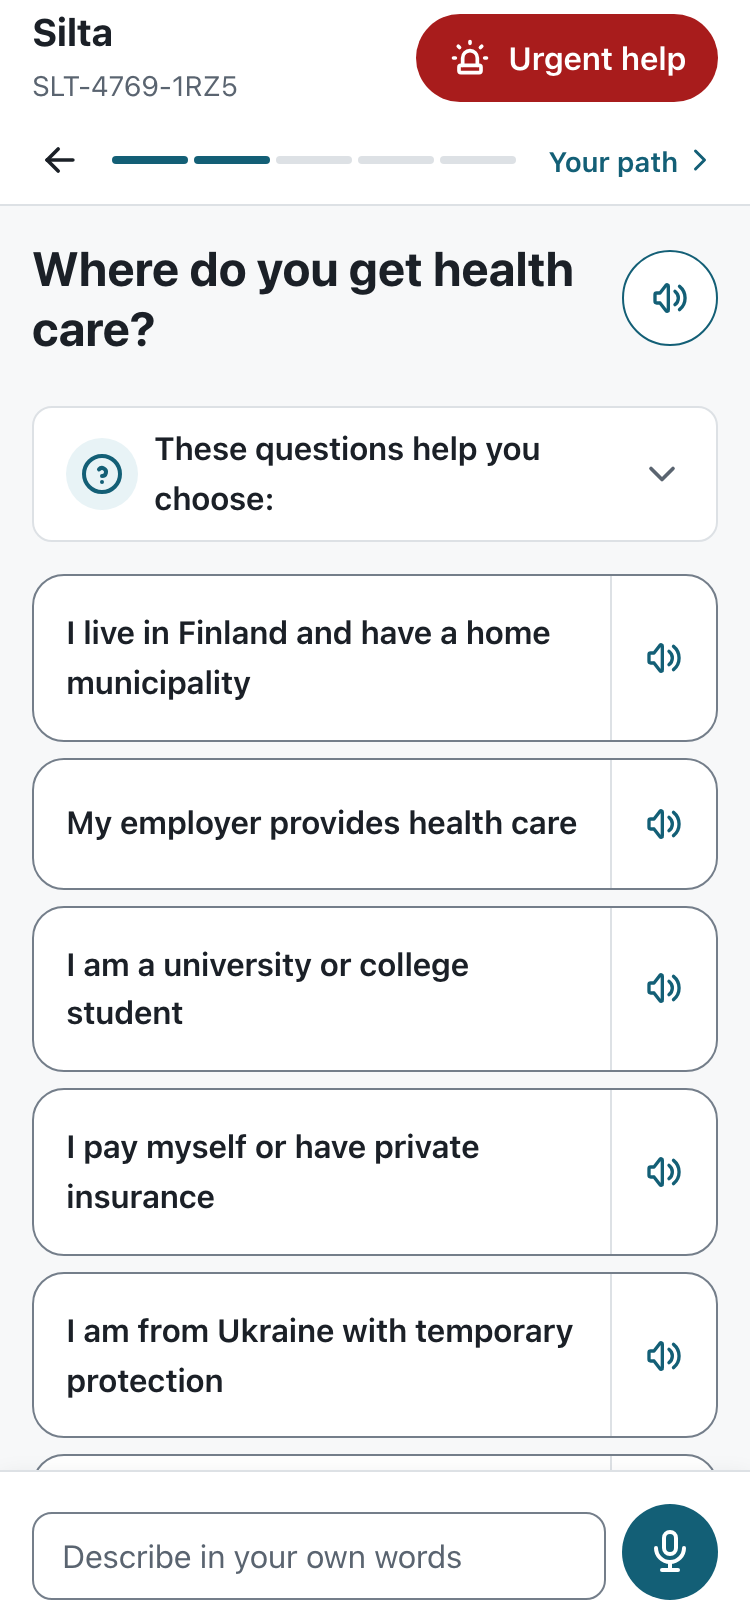 Silta
SLT-4769-1RZ5
Urgent help
Your path
Where do you get health
care?
These questions help you
choose:
I live in Finland and have a home
municipality
My employer provides health care
I am a university or college
student
I pay myself or have private
insurance
I am from Ukraine with temporary
protection
Describe in your own words